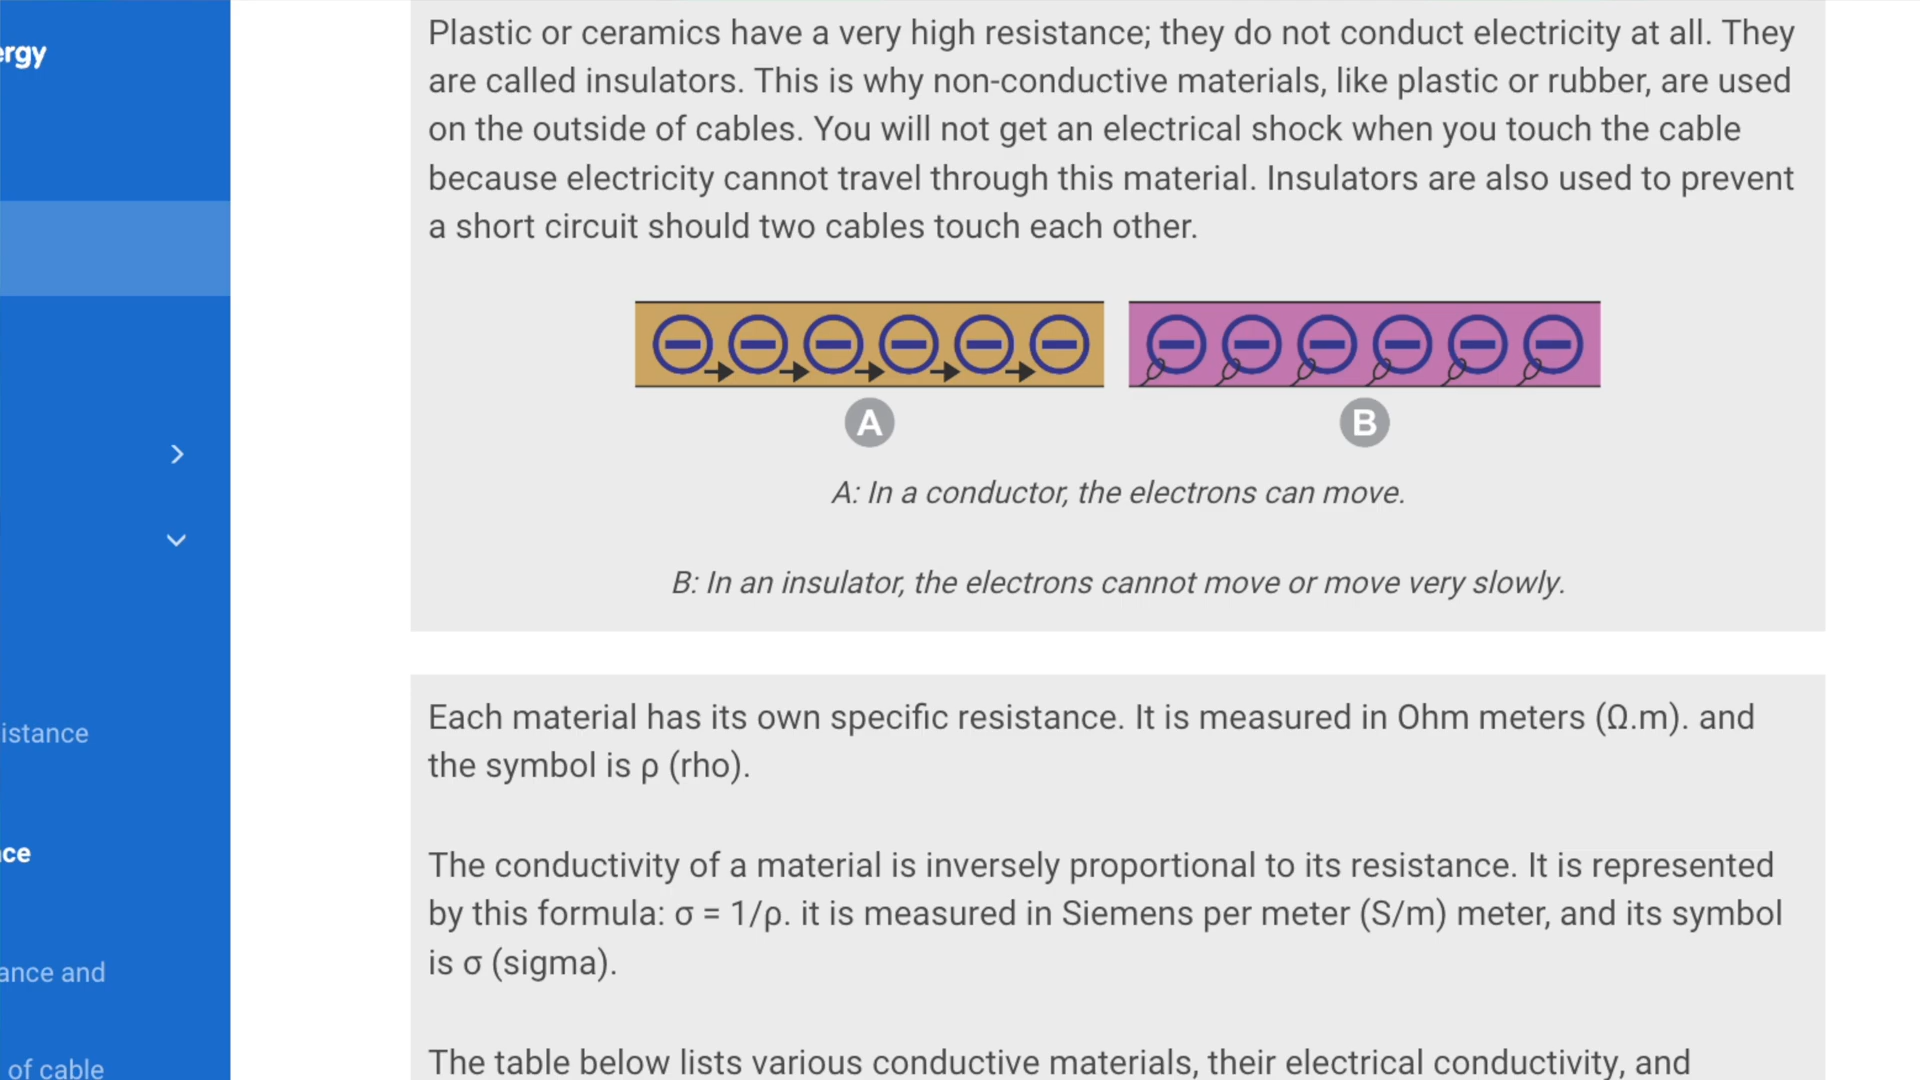 ergy
istance
ce
ance and
of cable
Plastic or ceramics have a very high resistance; they do not conduct electricity at all. They
are called insulators. This is why non-conductive materials, like plastic or rubber, are used
on the outside of cables. You will not get an electrical shock when you touch the cable
because electricity cannot travel through this material. Insulators are also used to prevent
a short circuit should two cables touch each other.
A B
A: In a conductor, the electrons can move.
B: In an insulator, the electrons cannot move or move very slowly.
Each material has its own specific resistance. It is measured in Ohm meters (Ω.m). and
the symbol is ρ (rho).
The conductivity of a material is inversely proportional to its resistance. It is represented
by this formula: σ = 1/ρ. it is measured in Siemens per meter (S/m) meter, and its symbol
is σ (sigma).
The table below lists various conductive materials, their electrical conductivity, and